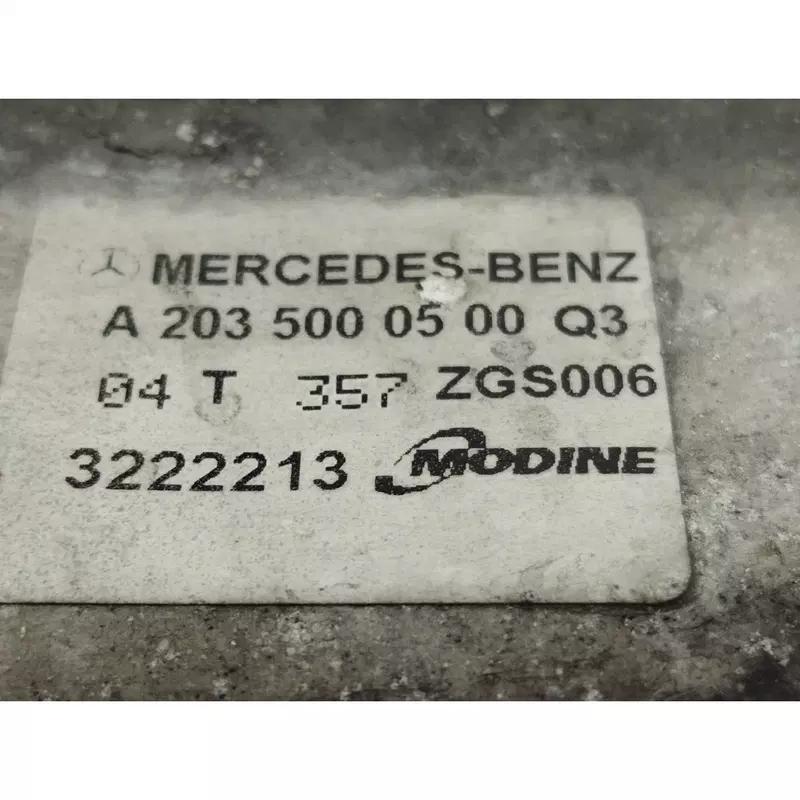 MERCEDES-BENZ
A 203 500 05 00 Q3
04 T 357 ZGS006
3222213 MODINE